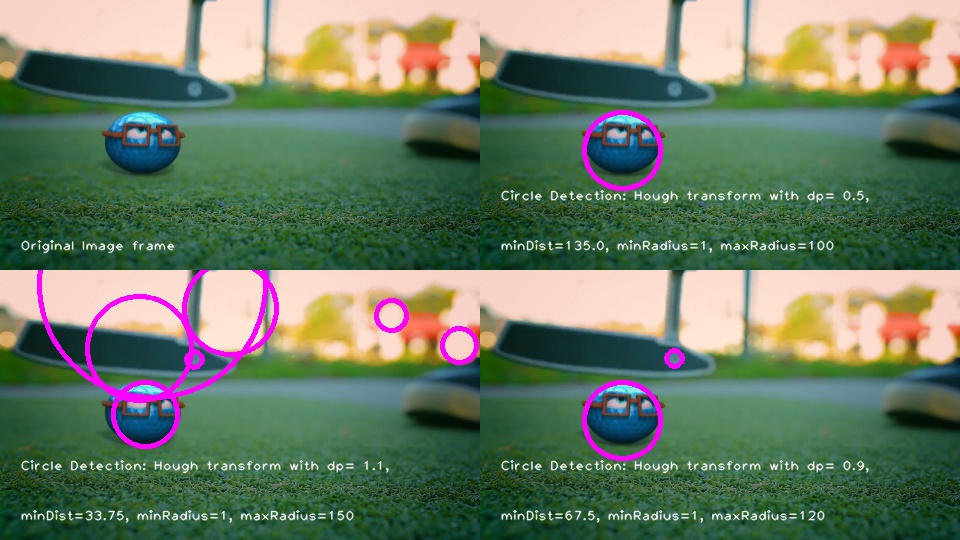 Original Image frame
Circle Detection: Hough transform with dp= 0.5,
minDist=135.0, minRadius=1, maxRadius=100
Circle Detection: Hough transform with dp= 1.1,
minDist=33.75, minRadius=1, maxRadius=150
Circle Detection: Hough transform with dp= 0.9,
minDist=67.5, minRadius=1, maxRadius=120